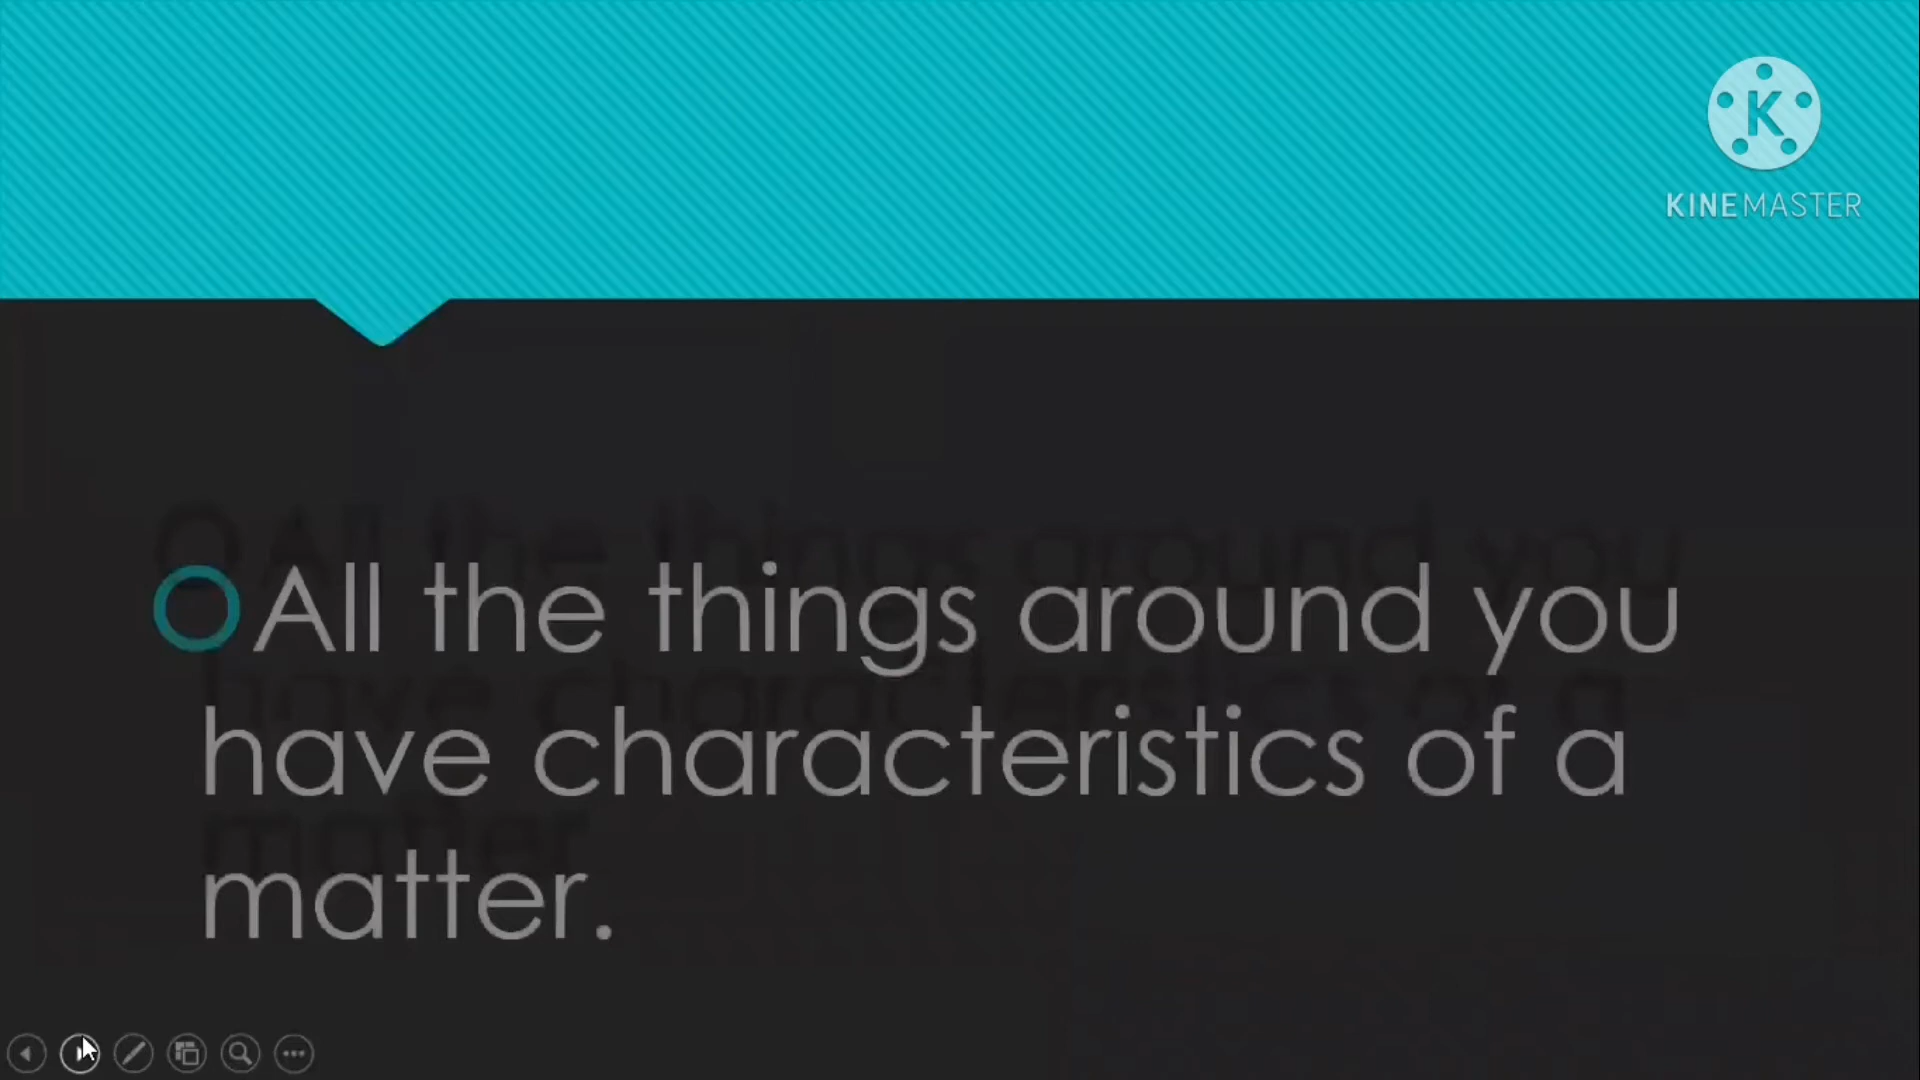 K
KINEMASTER
All the things around you
have characteristics of a
matter.